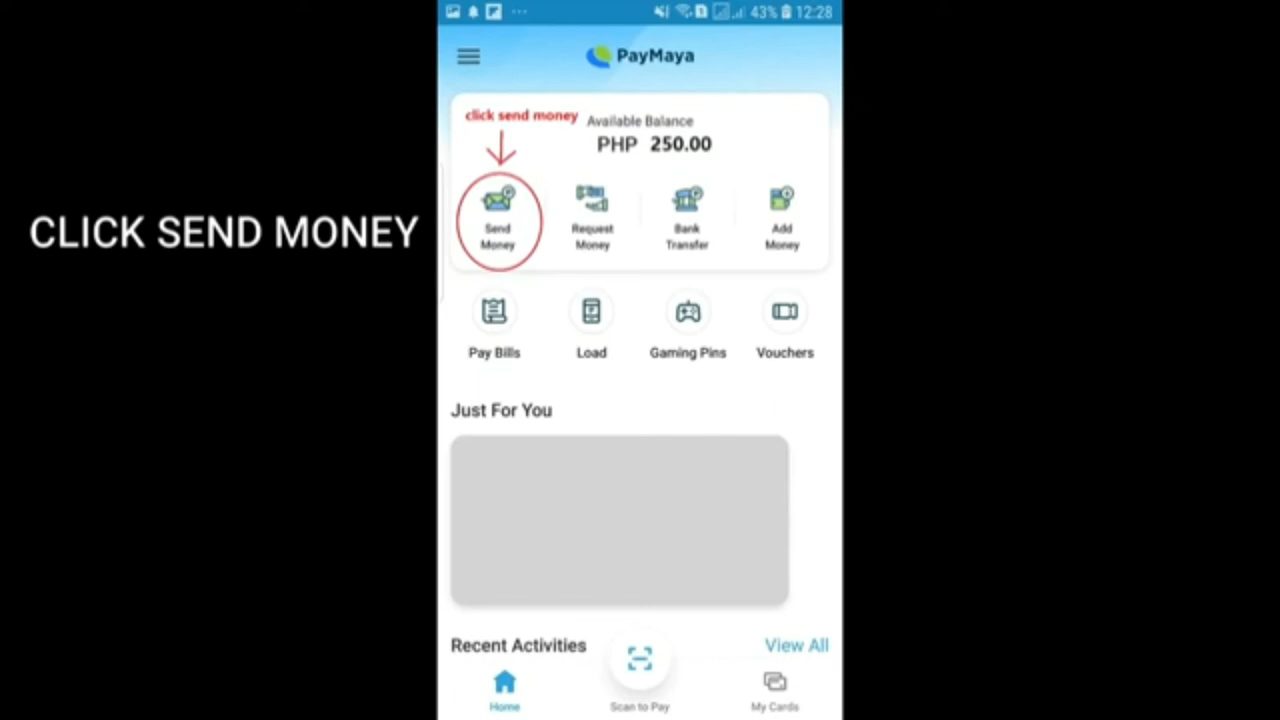 43% 12:28
PayMaya
click send money
Available Balance
PHP 250.00
CLICK SEND MONEY
Send Money
Request Money
Bank Transfer
Add Money
Pay Bills
Load
Gaming Pins
Vouchers
Just For You
Recent Activities
View All
Home
Scan to Pay
My Cards